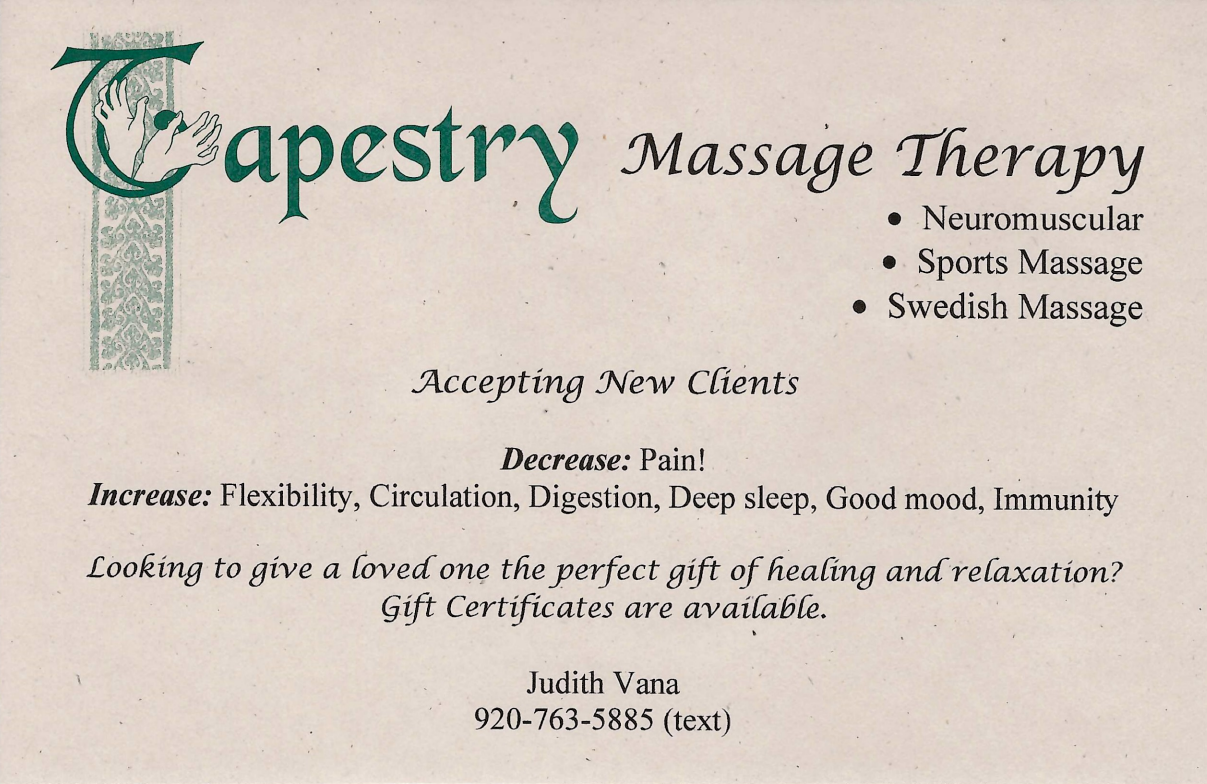 Tapestry Massage Therapy
• Neuromuscular
• Sports Massage
• Swedish Massage
Accepting New Clients
Decrease: Pain!
Increase: Flexibility, Circulation, Digestion, Deep sleep, Good mood, Immunity
Looking to give a loved one the perfect gift of healing and relaxation?
Gift Certificates are available.
Judith Vana
920-763-5885 (text)